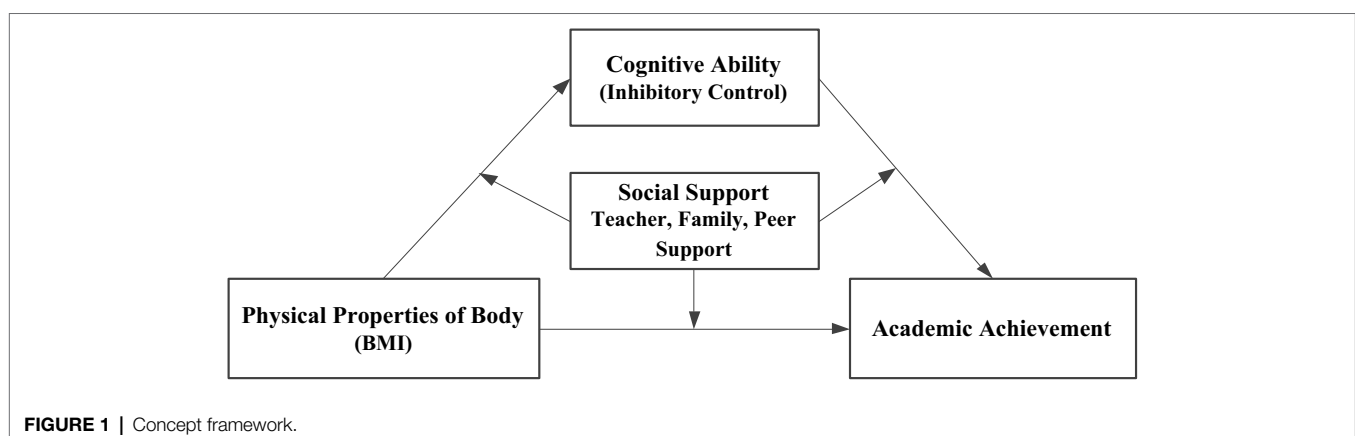 Cognitive Ability
(Inhibitory Control)
Social Support
Teacher, Family, Peer
Support
Physical Properties of Body
(BMI)
Academic Achievement
FIGURE 1 | Concept framework.